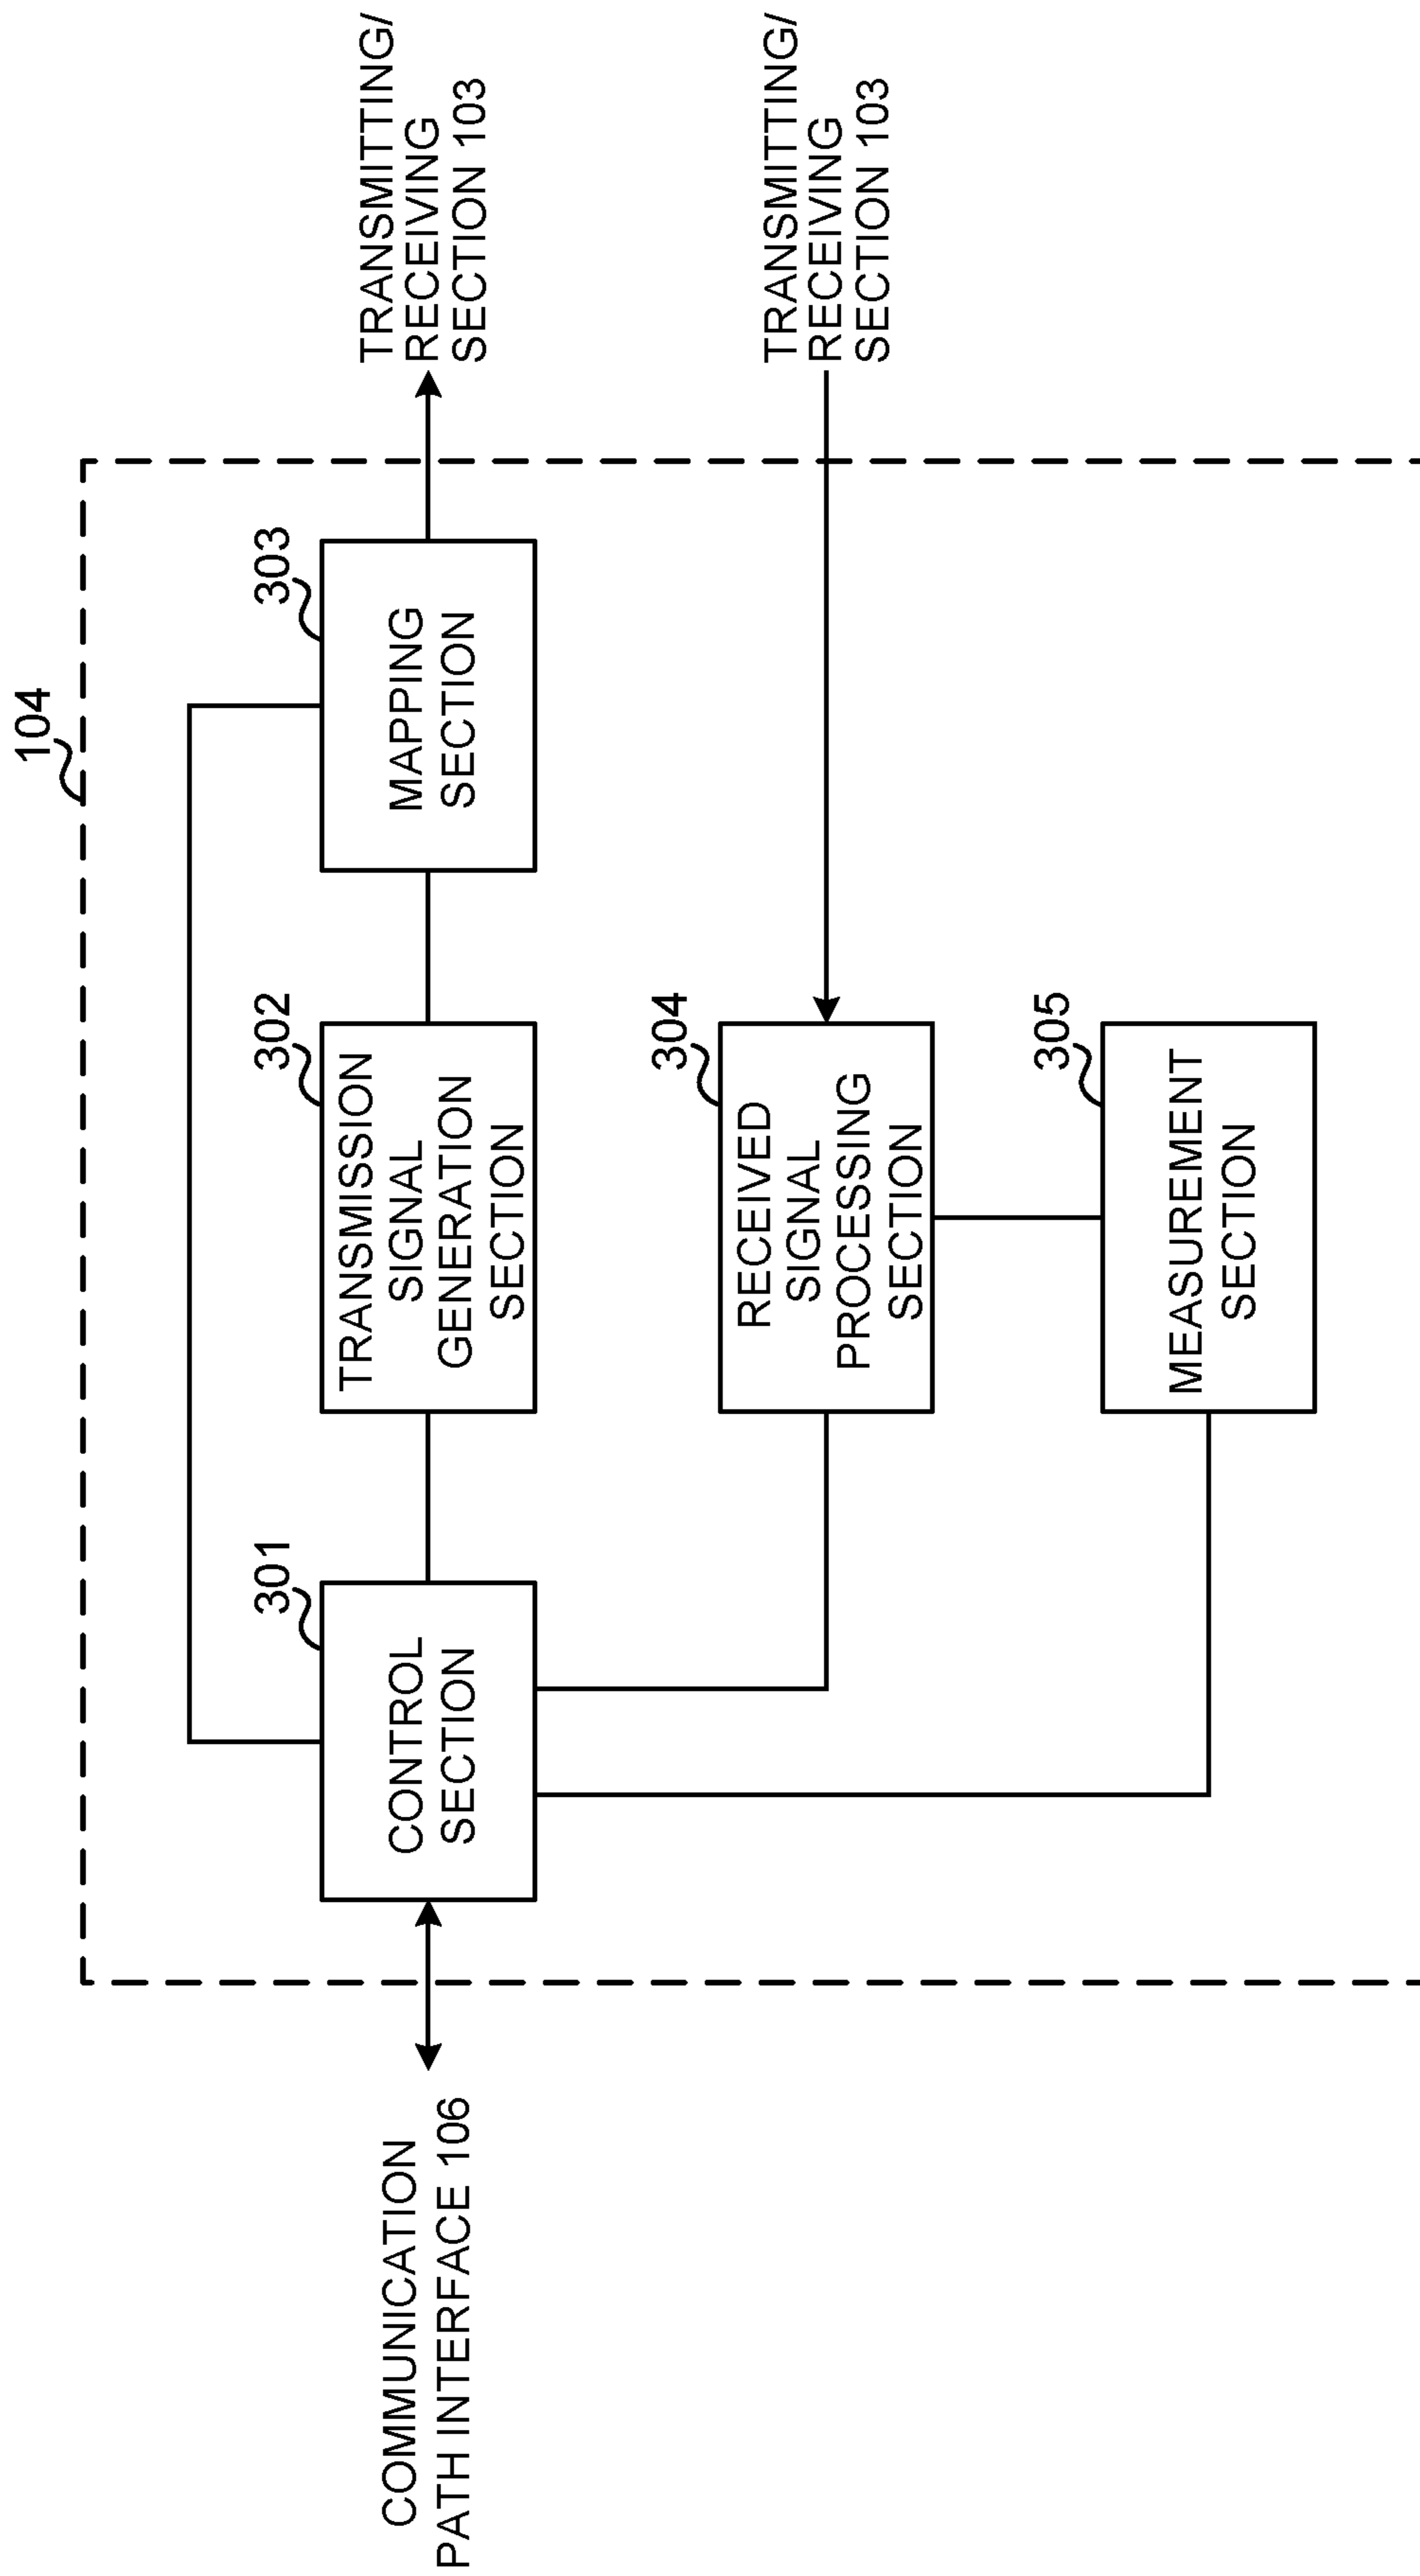 104
COMMUNICATION
PATH INTERFACE 106
301
CONTROL
SECTION
302
TRANSMISSION
SIGNAL
GENERATION
SECTION
303
MAPPING
SECTION
TRANSMITTING/
RECEIVING
SECTION 103
304
RECEIVED
SIGNAL
PROCESSING
SECTION
TRANSMITTING/
RECEIVING
SECTION 103
305
MEASUREMENT
SECTION